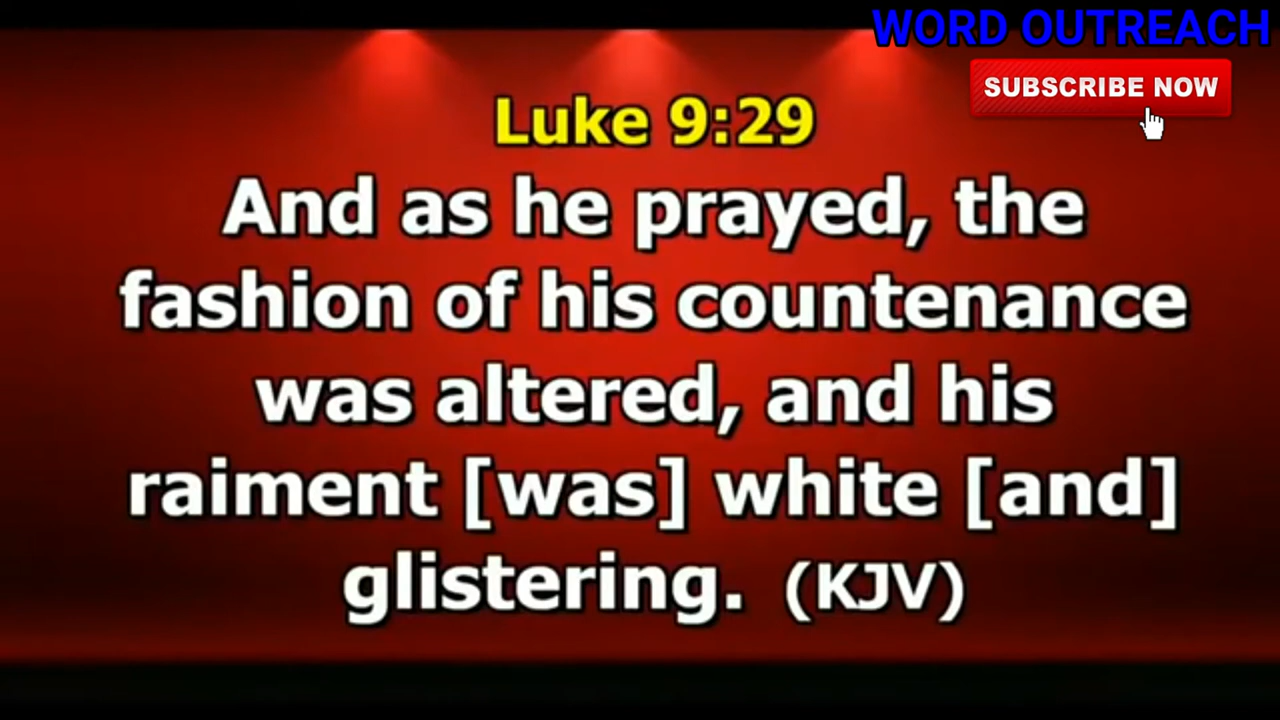 WORD OUTREACH
SUBSCRIBE NOW
Luke 9:29
And as he prayed, the
fashion of his countenance
was altered, and his
raiment [was] white [and]
glistering. (KJV)